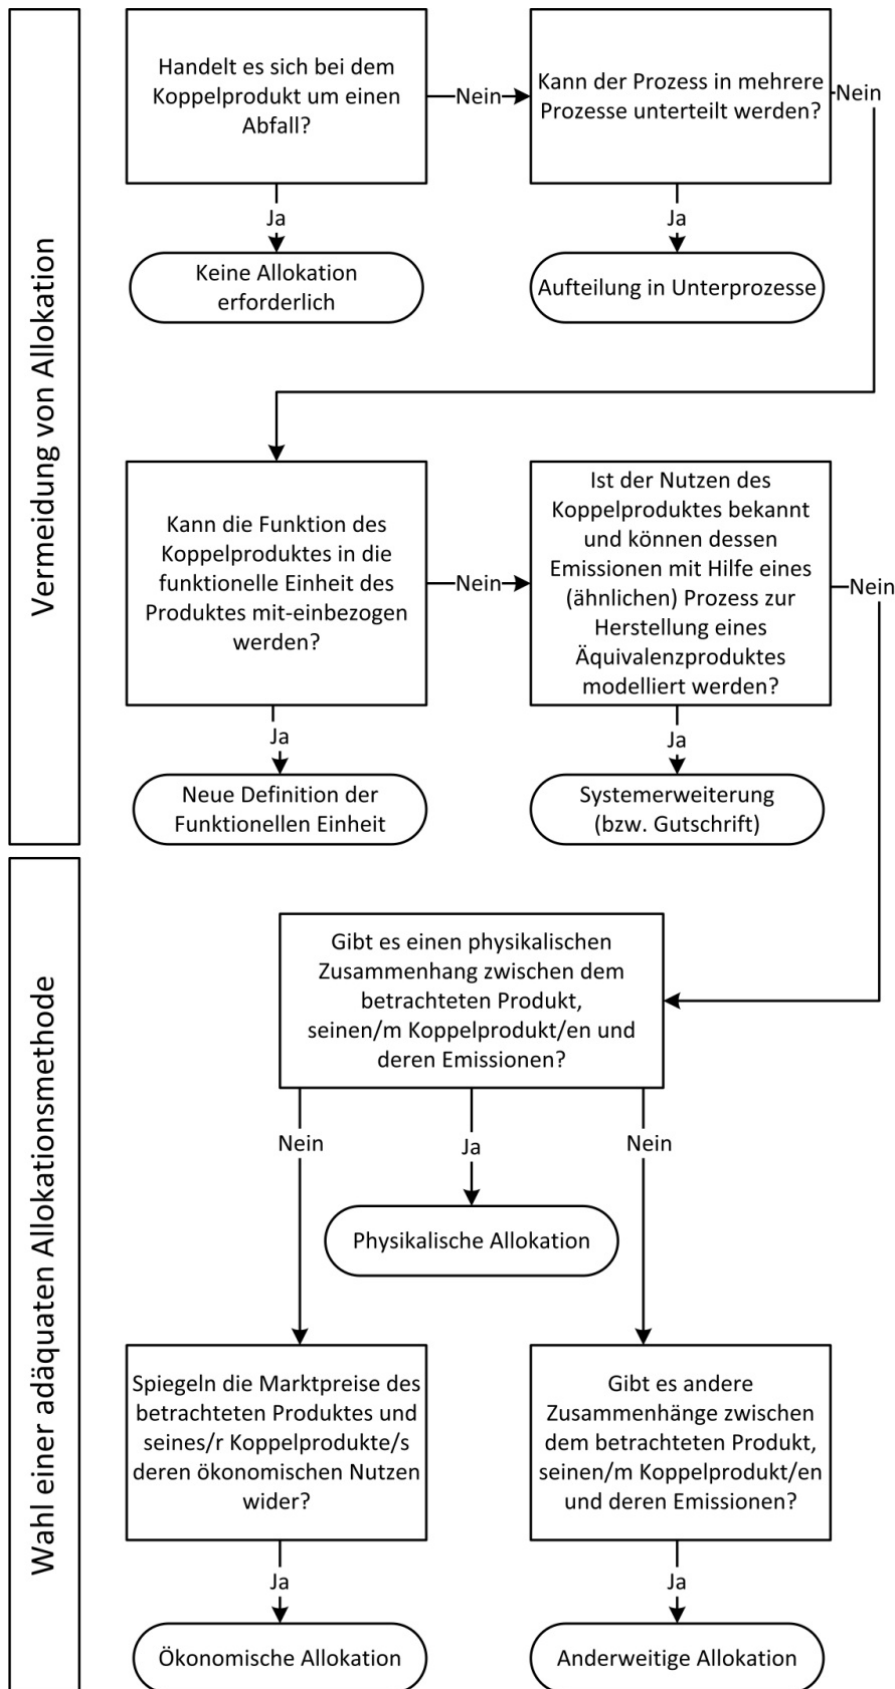 Vermeidung von Allokation
Handelt es sich bei dem
Koppelprodukt um einen
Abfall?
Nein
Kann der Prozess in mehrere
Prozesse unterteilt werden?
Nein
Ja
Ja
Keine Allokation
erforderlich
Aufteilung in Unterprozesse
Kann die Funktion des
Koppelproduktes in die
funktionelle Einheit des
Produktes mit-einbezogen
werden?
Nein
Ist der Nutzen des
Koppelproduktes bekannt
und können dessen
Emissionen mit Hilfe eines
(ähnlichen) Prozess zur
Herstellung eines
Äquivalenzproduktes
modelliert werden?
Nein
Ja
Ja
Neue Definition der
Funktionellen Einheit
Systemerweiterung
(bzw. Gutschrift)
Wahl einer adäquaten Allokationsmethode
Gibt es einen physikalischen
Zusammenhang zwischen dem
betrachteten Produkt,
seinen/m Koppelprodukt/en und
deren Emissionen?
Nein
Ja
Nein
Physikalische Allokation
Spiegeln die Marktpreise des
betrachteten Produktes und
seines/r Koppelprodukte/s
deren ökonomischen Nutzen
wider?
Gibt es andere
Zusammenhänge zwischen
dem betrachteten Produkt,
seinen/m Koppelprodukt/en
und deren Emissionen?
Ja
Ja
Ökonomische Allokation
Anderweitige Allokation